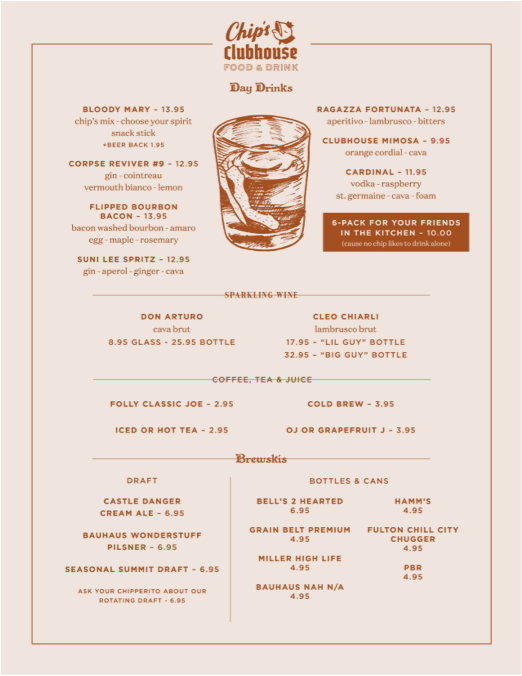 Chip's
Clubhouse
FOOD & DRINK
Day Drinks
BLOODY MARY – 13.95
chip's mix - choose your spirit
snack stick
+BEER BACK 1.95
CORPSE REVIVER #9 – 12.95
gin - cointreau
vermouth bianco - lemon
FLIPPED BOURBON
BACON – 13.95
bacon washed bourbon - amaro
egg - maple - rosemary
SUNI LEE SPRITZ – 12.95
gin - aperol - ginger - cava
RAGAZZA FORTUNATA – 12.95
aperitivo - lambrusco - bitters
CLUBHOUSE MIMOSA – 9.95
orange cordial - cava
CARDINAL – 11.95
vodka - raspberry
st. germaine - cava - foam
6-PACK FOR YOUR FRIENDS
IN THE KITCHEN – 10.00
(cause no chip likes to drink alone)
SPARKLING WINE
DON ARTURO
cava brut
8.95 GLASS - 25.95 BOTTLE
CLEO CHIARLI
lambrusco brut
17.95 – "LIL GUY" BOTTLE
32.95 – "BIG GUY" BOTTLE
COFFEE, TEA & JUICE
FOLLY CLASSIC JOE – 2.95
COLD BREW – 3.95
ICED OR HOT TEA – 2.95
OJ OR GRAPEFRUIT J – 3.95
Brewskis
DRAFT
CASTLE DANGER
CREAM ALE – 6.95
BAUHAUS WONDERSTUFF
PILSNER – 6.95
SEASONAL SUMMIT DRAFT – 6.95
ASK YOUR CHIPPERITO ABOUT OUR
ROTATING DRAFT - 6.95
BOTTLES & CANS
BELL'S 2 HEARTED
6.95
GRAIN BELT PREMIUM
4.95
MILLER HIGH LIFE
4.95
BAUHAUS NAH N/A
4.95
HAMM'S
4.95
FULTON CHILL CITY
CHUGGER
4.95
PBR
4.95